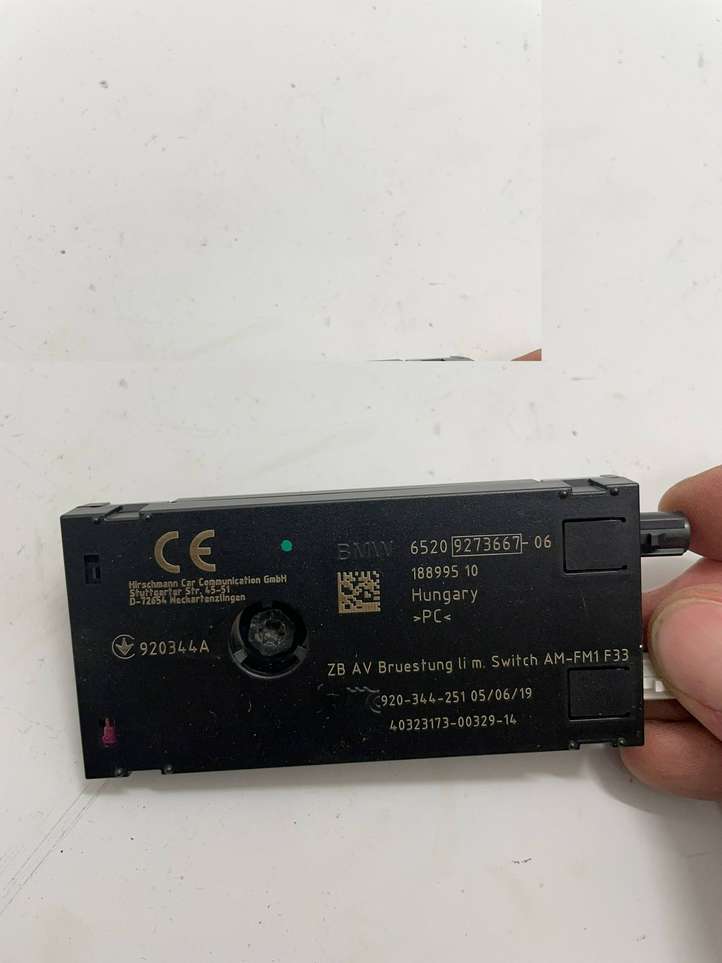 CE
Hirschmann Car Communication GmbH
Stuttgarter Str. 45-51
D-72654 Neckartenzlingen
920344A
BMW 6520 9273667-06
188995 10
Hungary
>PC<
ZB AV Bruestung li m. Switch AM-FM1 F33
920-344-251 05/06/19
40323173-00329-14